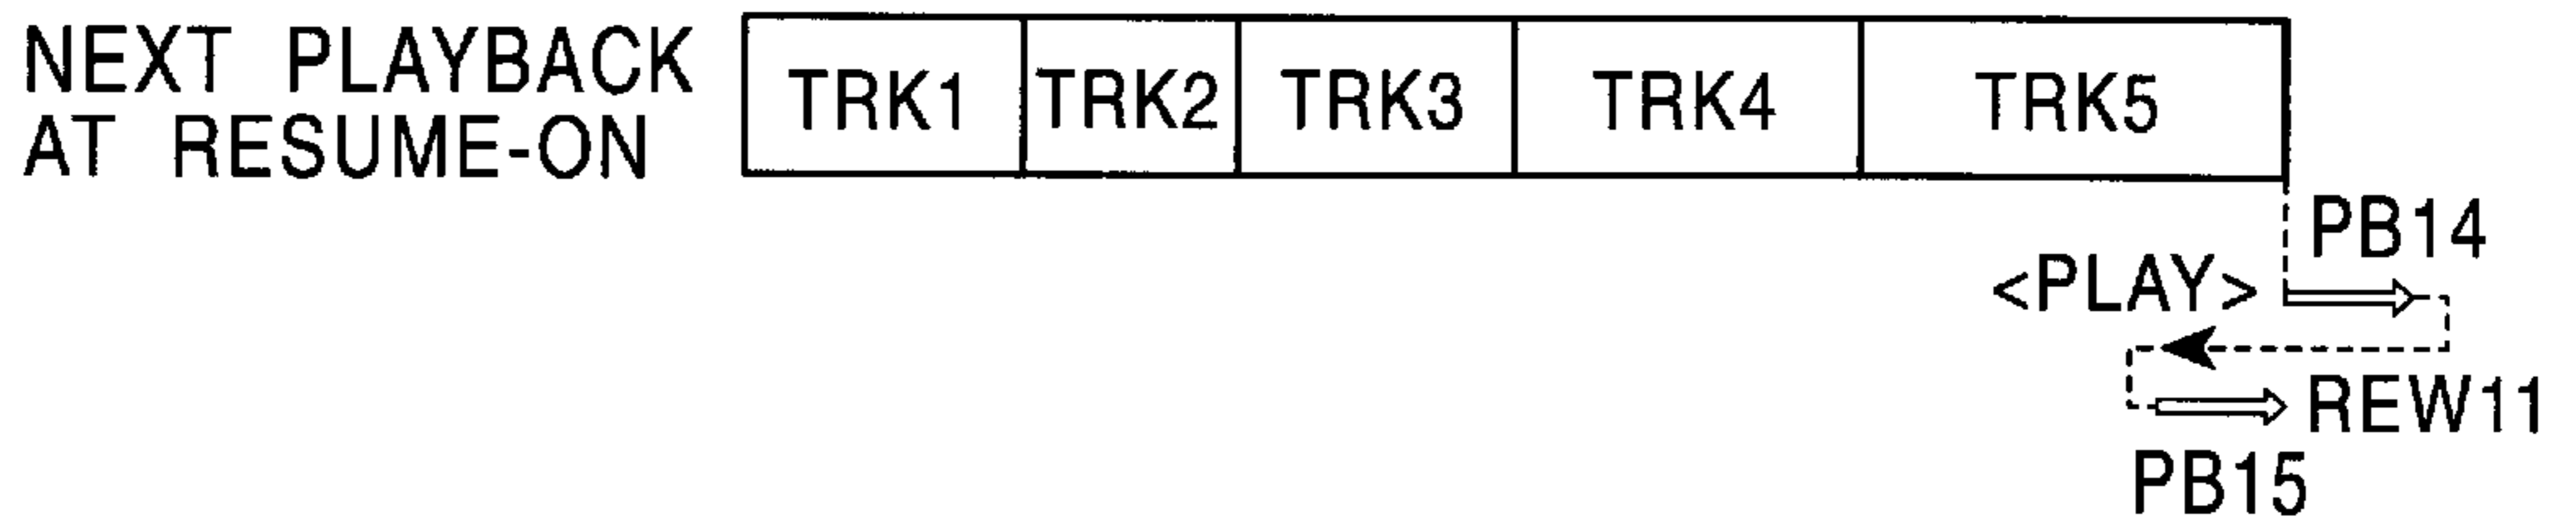 NEXT PLAYBACK
AT RESUME-ON
TRK1 TRK2 TRK3 TRK4 TRK5
PB14
<PLAY>
REW11
PB15